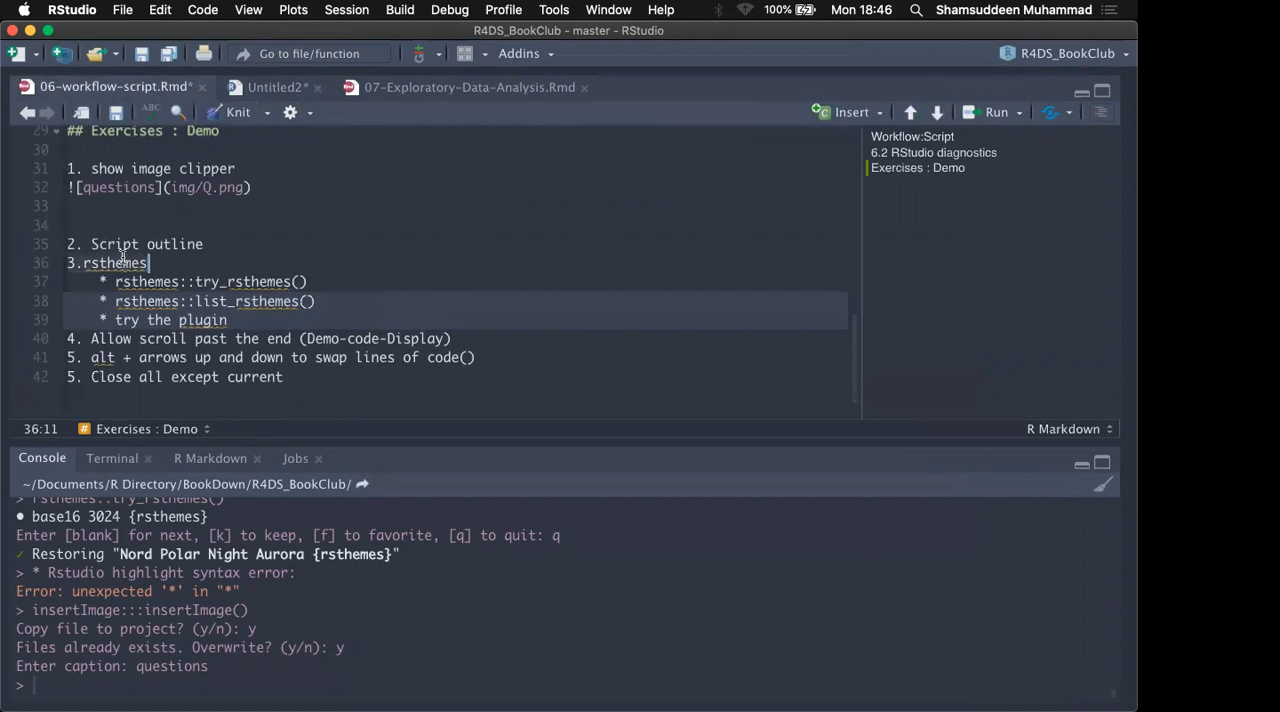 RStudio File Edit Code View Plots Session Build Debug Profile Tools Window Help 100% Mon 18:46 Shamsuddeen Muhammad
R4DS_BookClub - master - RStudio
Go to file/function Addins R4DS_BookClub
06-workflow-script.Rmd* Untitled2* 07-Exploratory-Data-Analysis.Rmd
ABC Knit Insert Run
29 ## Exercises : Demo
30
31 1. show image clipper
32 ![questions](img/Q.png)
33
34
35 2. Script outline
36 3.rsthemes
37 * rsthemes::try_rsthemes()
38 * rsthemes::list_rsthemes()
39 * try the plugin
40 4. Allow scroll past the end (Demo-code-Display)
41 5. alt + arrows up and down to swap lines of code()
42 5. Close all except current
Workflow:Script
6.2 RStudio diagnostics
Exercises : Demo
36:11 # Exercises : Demo R Markdown
Console Terminal R Markdown Jobs
~/Documents/R Directory/BookDown/R4DS_BookClub/
> rsthemes::try_rsthemes()
● base16 3024 {rsthemes}
Enter [blank] for next, [k] to keep, [f] to favorite, [q] to quit: q
✓ Restoring "Nord Polar Night Aurora {rsthemes}"
> * Rstudio highlight syntax error:
Error: unexpected '*' in "*"
> insertImage:::insertImage()
Copy file to project? (y/n): y
Files already exists. Overwrite? (y/n): y
Enter caption: questions
>